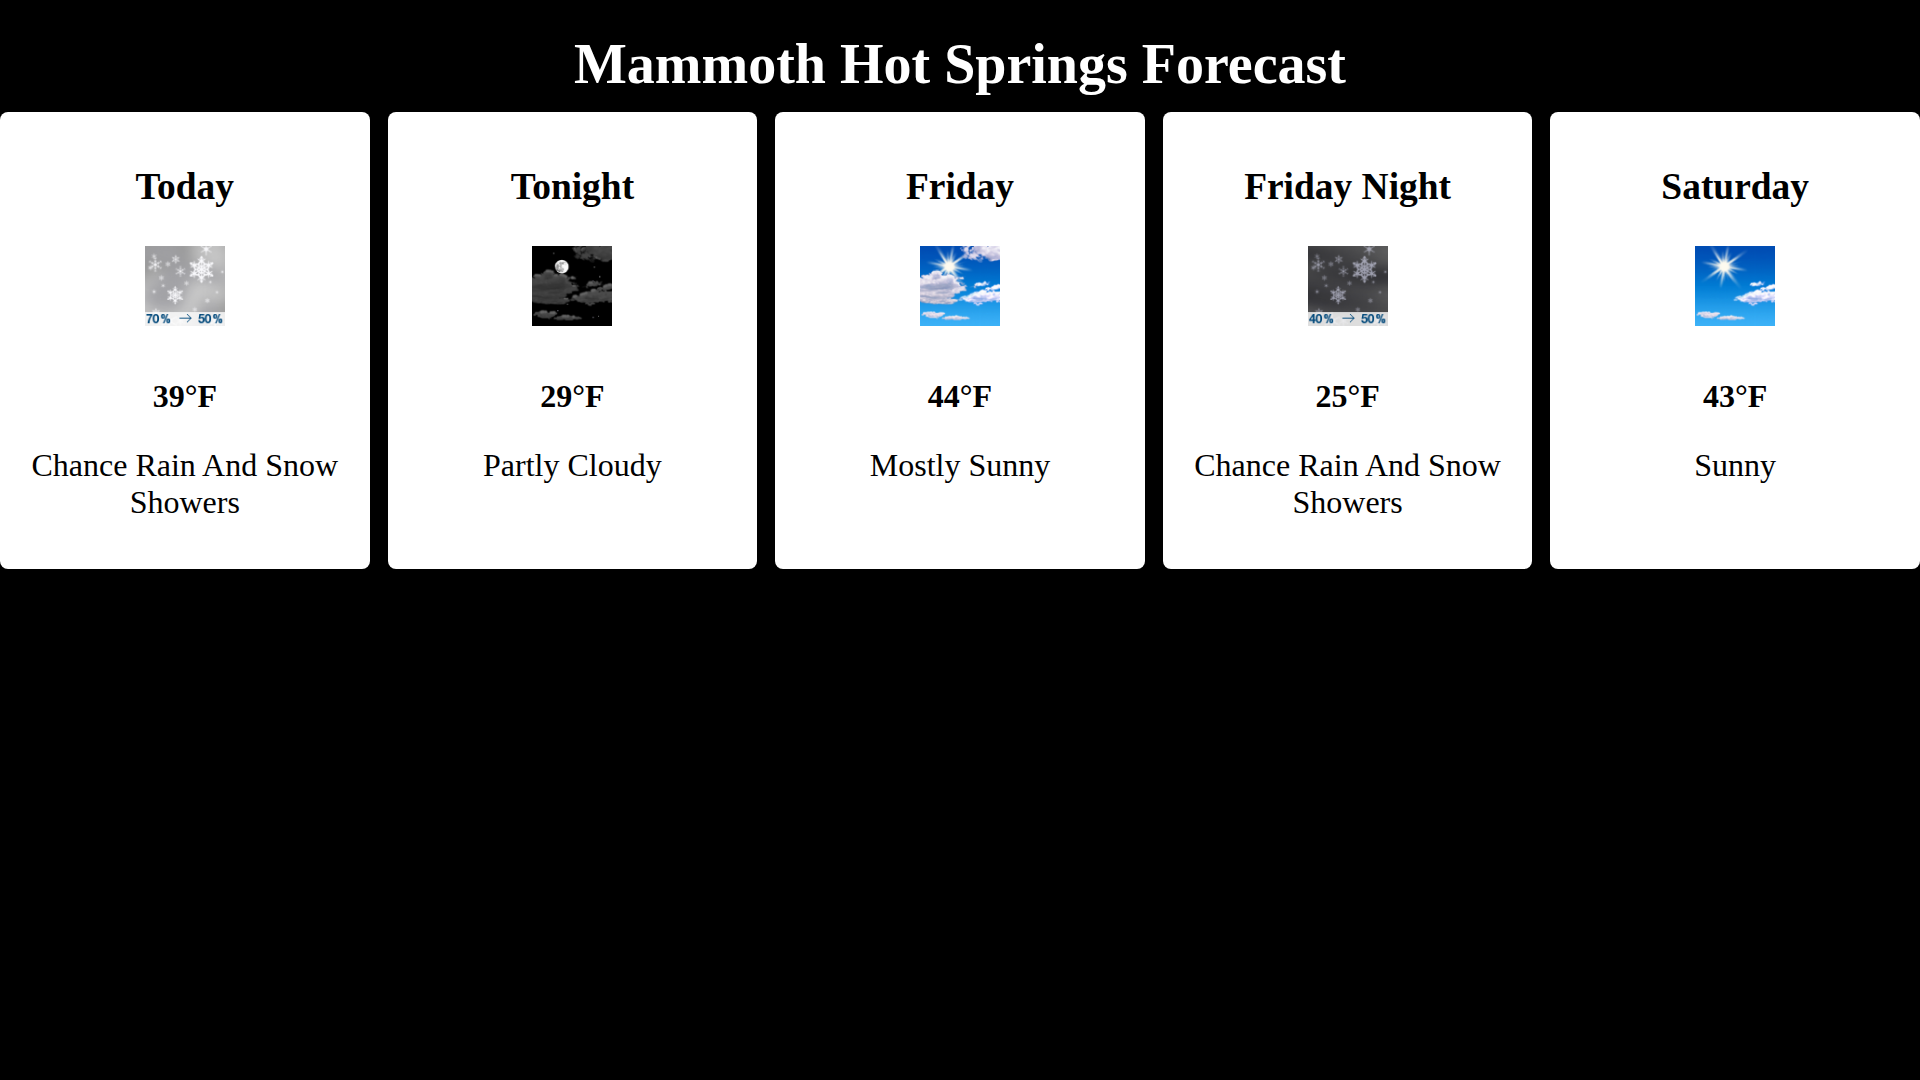 Mammoth Hot Springs Forecast
Today
70% → 50%
39°F
Chance Rain And Snow
Showers
Tonight
29°F
Partly Cloudy
Friday
44°F
Mostly Sunny
Friday Night
40% → 50%
25°F
Chance Rain And Snow
Showers
Saturday
43°F
Sunny